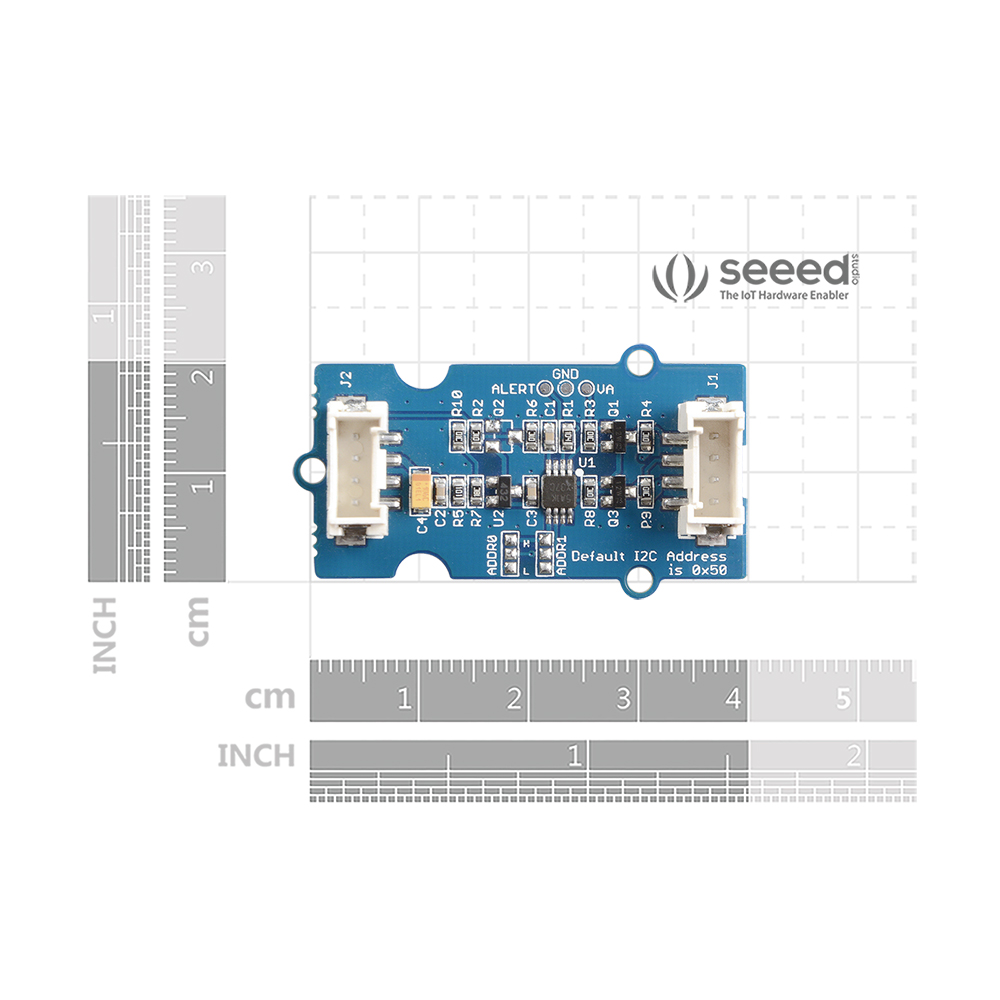 seeed
studio
The IoT Hardware Enabler
3
2
1
1
INCH
cm
J2
GND
ALERT
VA
J1
R10
R2
Q2
R6
C1
R1
R3
Q1
R4
U1
C4
C2
R5
R7
U2
C3
R8
Q3
R9
ADDR0
H
L
ADDR1
Default I2C Address
is 0x50
cm
1
2
3
4
5
INCH
1
2